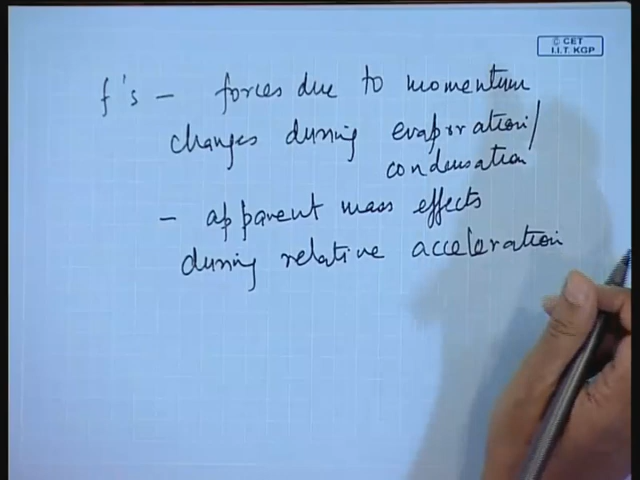 © CET
I.I.T. KGP
f's - forces due to momentum
changes during evaporation/
condensation
- apparent mass effects
during relative acceleration